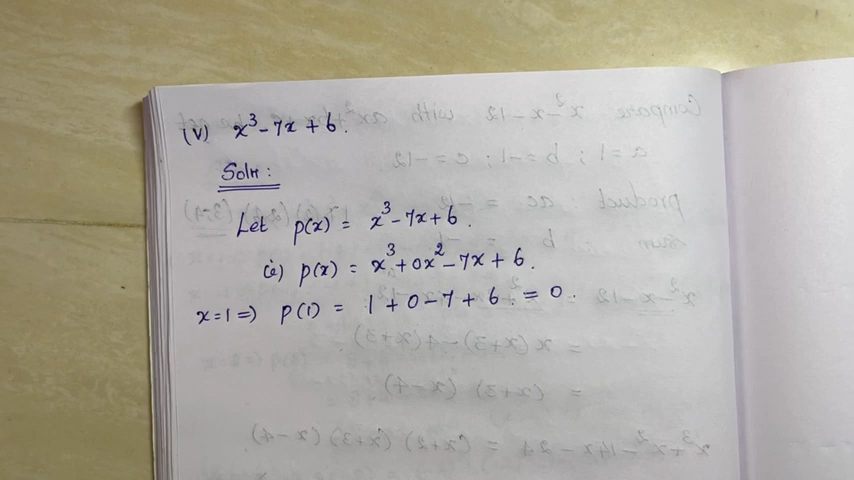 (V) x³ - 7x + 6.
Soln :
Let p(x) = x³ - 7x + 6.
(ie) p(x) = x³ + 0x² - 7x + 6.
x = 1 ⇒ p(1) = 1 + 0 - 7 + 6 = 0.